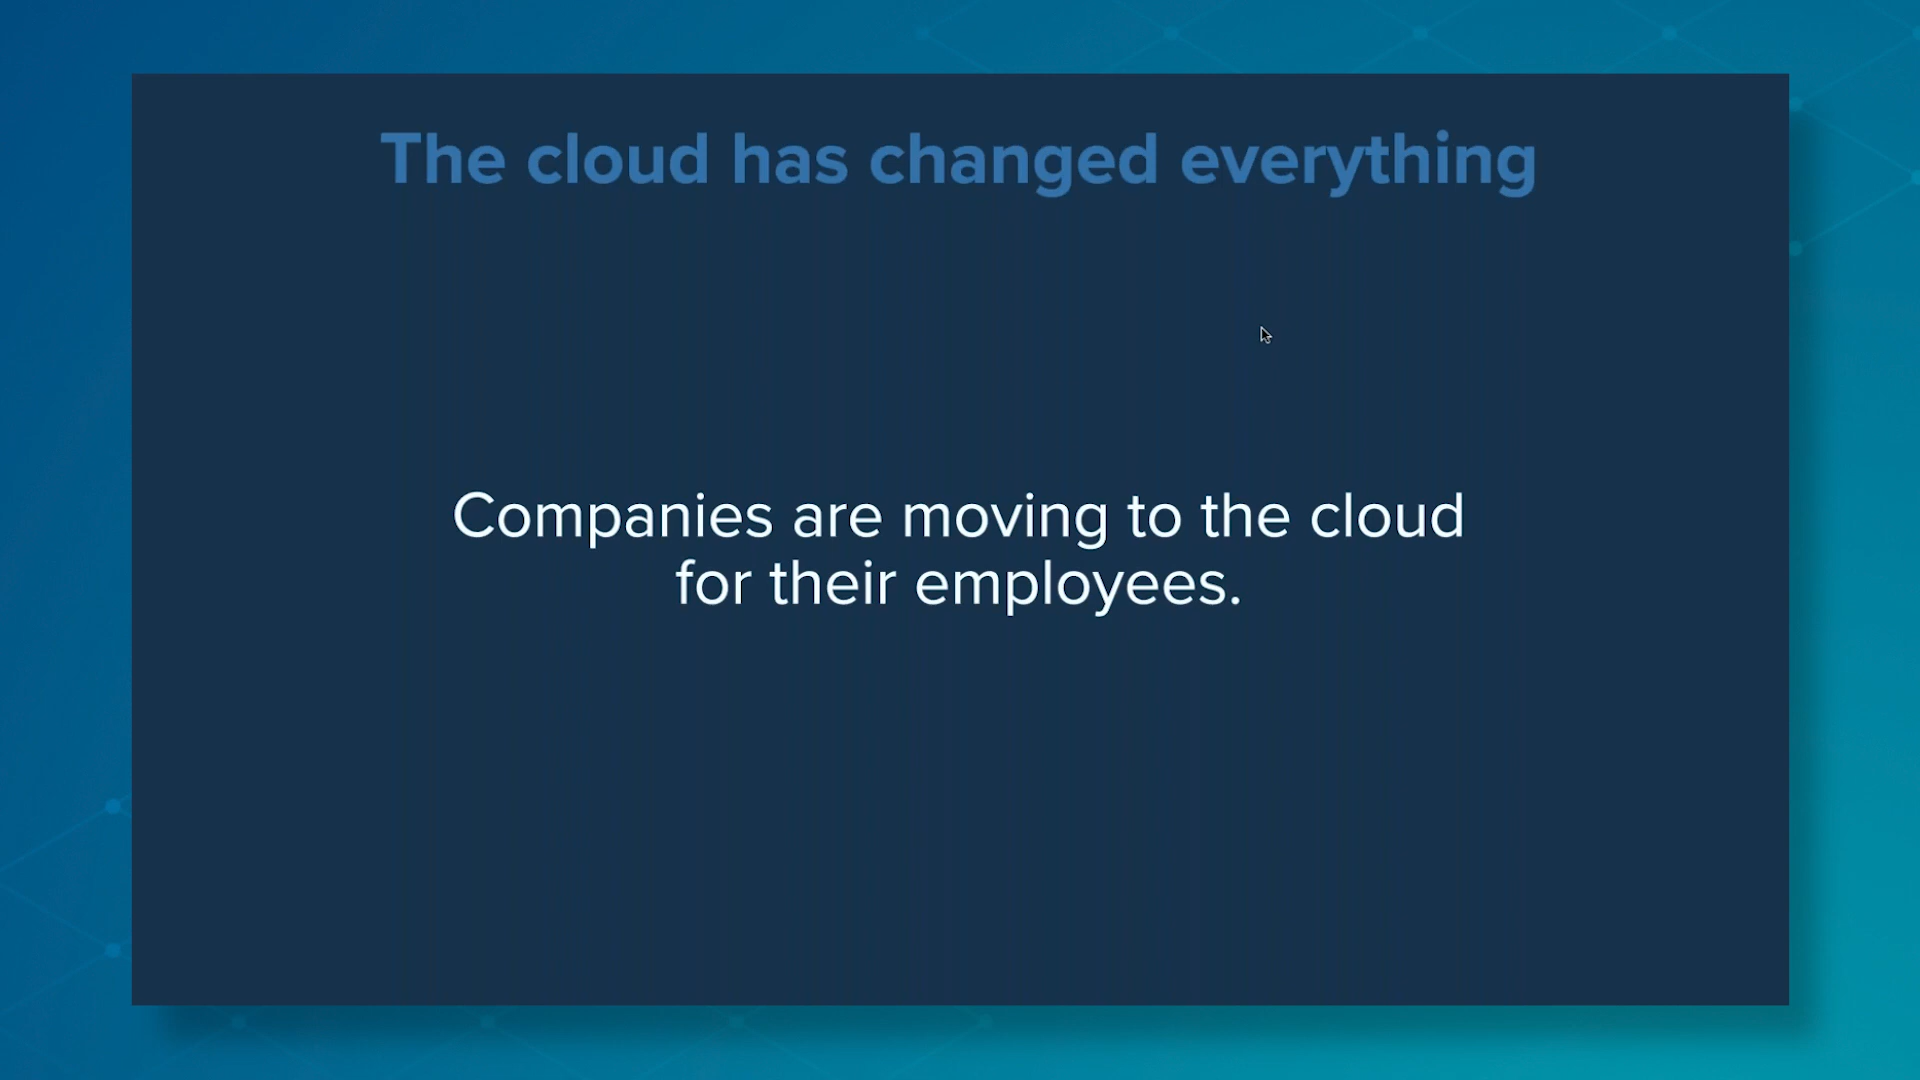 The cloud has changed everything
Companies are moving to the cloud
for their employees.